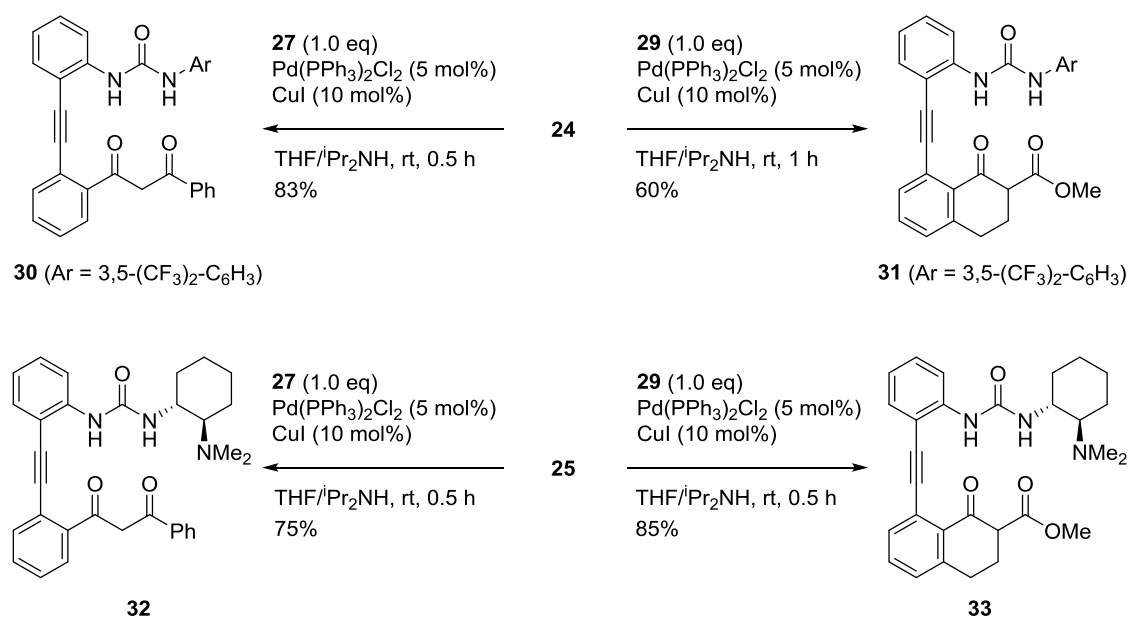 27 (1.0 eq)
Pd(PPh3)2Cl2 (5 mol%)
CuI (10 mol%)
THF/iPr2NH, rt, 0.5 h
83%
24
29 (1.0 eq)
Pd(PPh3)2Cl2 (5 mol%)
CuI (10 mol%)
THF/iPr2NH, rt, 1 h
60%
O
N
H
N
H
Ar
O
O
Ph
30 (Ar = 3,5-(CF3)2-C6H3)
O
N
H
N
H
Ar
O
O
OMe
31 (Ar = 3,5-(CF3)2-C6H3)
27 (1.0 eq)
Pd(PPh3)2Cl2 (5 mol%)
CuI (10 mol%)
THF/iPr2NH, rt, 0.5 h
75%
25
29 (1.0 eq)
Pd(PPh3)2Cl2 (5 mol%)
CuI (10 mol%)
THF/iPr2NH, rt, 0.5 h
85%
O
N
H
N
H
NMe2
O
O
Ph
32
O
N
H
N
H
NMe2
O
O
OMe
33